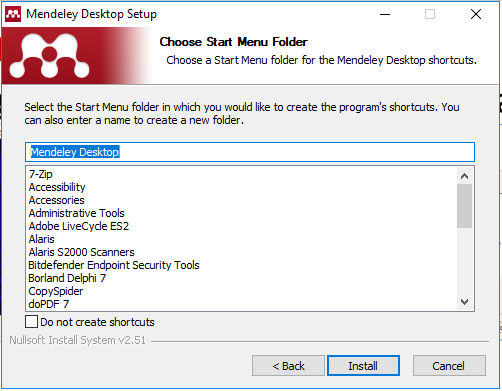 Mendeley Desktop Setup
Choose Start Menu Folder
Choose a Start Menu folder for the Mendeley Desktop shortcuts.
Select the Start Menu folder in which you would like to create the program's shortcuts. You
can also enter a name to create a new folder.
Mendeley Desktop
7-Zip
Accessibility
Accessories
Administrative Tools
Adobe LiveCycle ES2
Alaris
Alaris S2000 Scanners
Bitdefender Endpoint Security Tools
Borland Delphi 7
CopySpider
doPDF 7
Do not create shortcuts
Nullsoft Install System v2.51
< Back
Install
Cancel